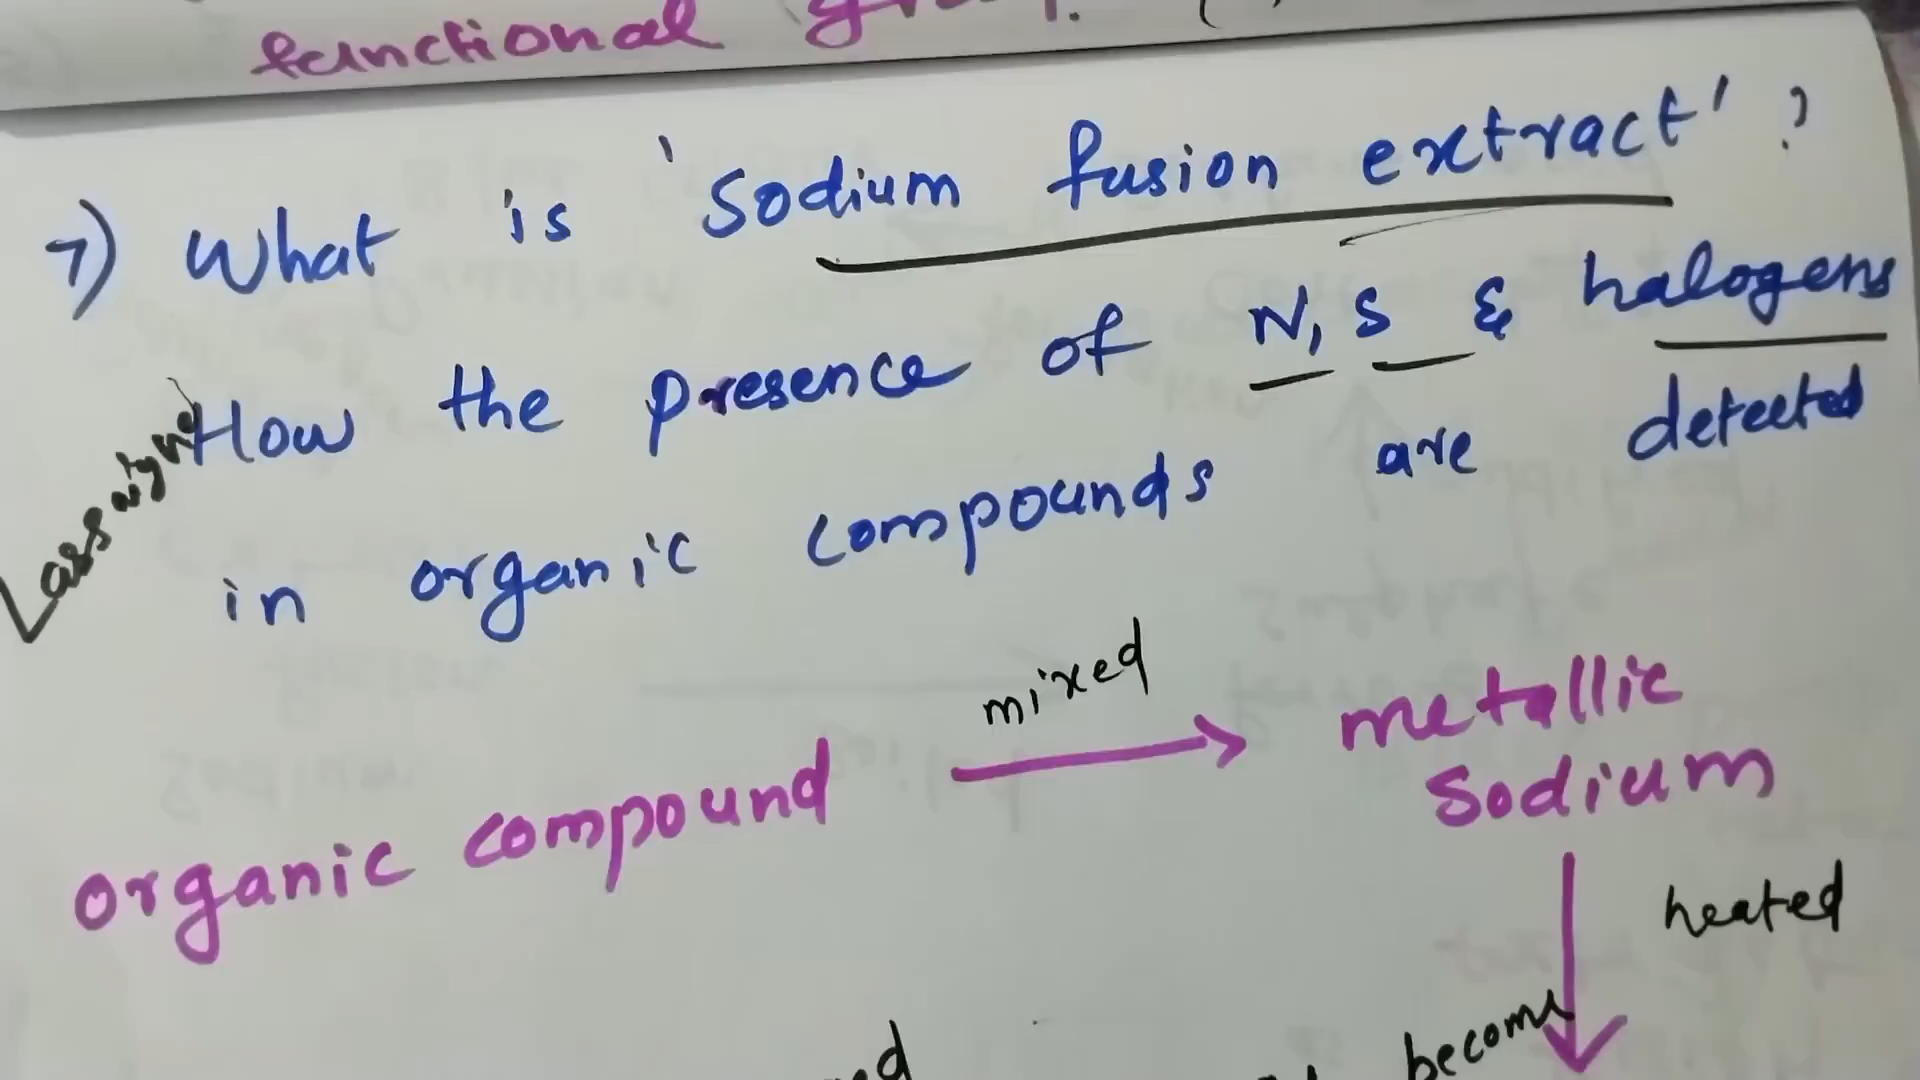 functional
7) What is 'Sodium fusion extract'?
How the presence of N, S & halogens
Lassaigne
in organic compounds are detected
mixed
organic compound → metallic
sodium
heated
become